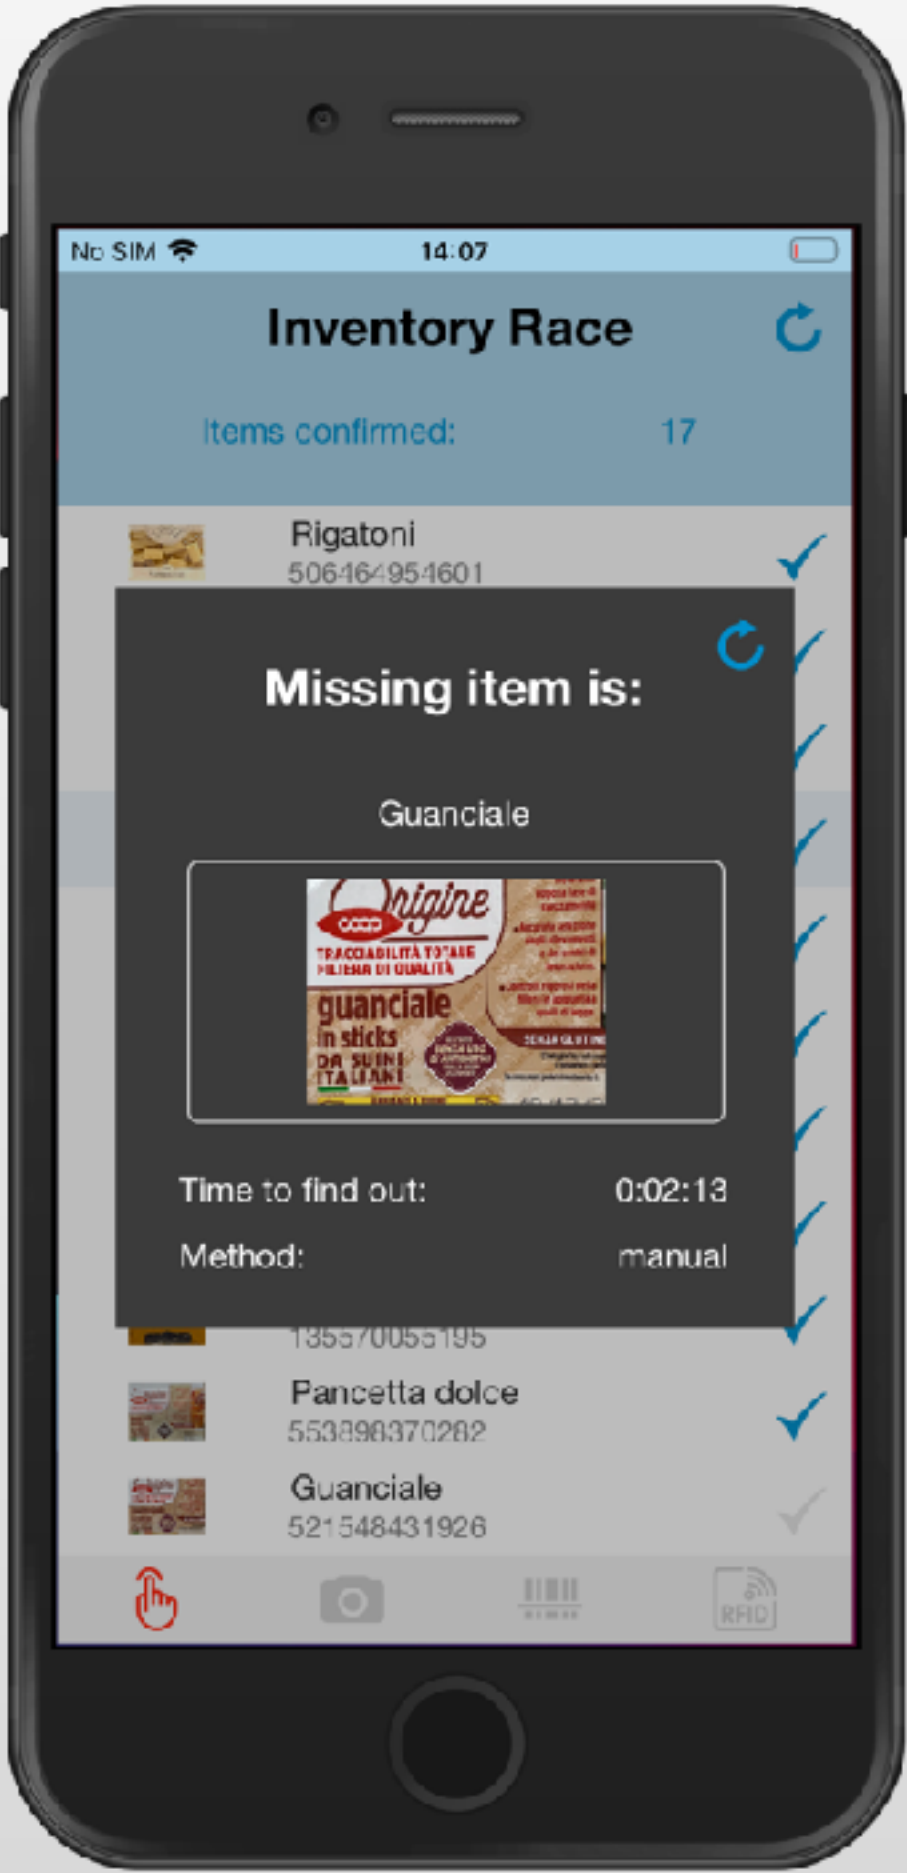 No SIM
14:07
Inventory Race
Items confirmed:
17
Rigatoni
506464954601
Missing item is:
Guanciale
Origine
coop
TRACCIABILITÀ TOTALE
FILIERA DI QUALITÀ
guanciale
in sticks
DA SUINI
ITALIANI
SENZA GLUTINE
Time to find out:
0:02:13
Method:
manual
135570055195
Pancetta dolce
553898370282
Guanciale
521548431926
RFID